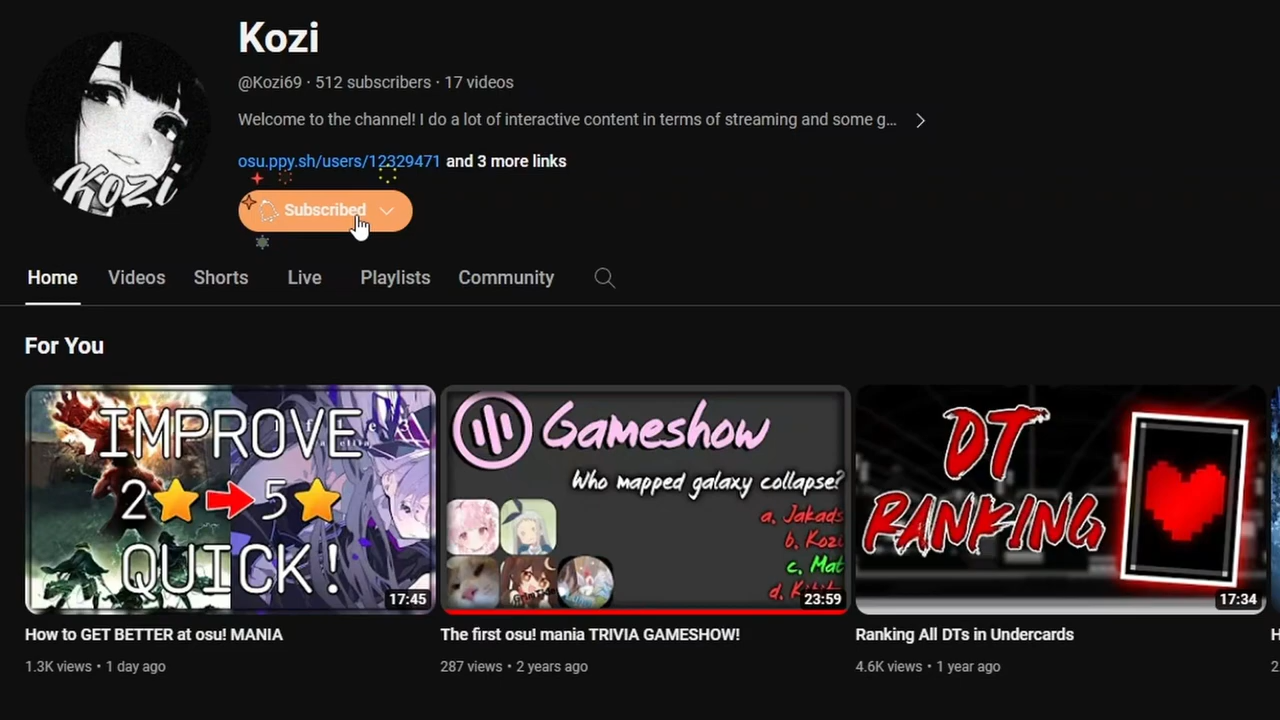 Kozi
@Kozi69 · 512 subscribers · 17 videos
Welcome to the channel! I do a lot of interactive content in terms of streaming and some g...
osu.ppy.sh/users/12329471 and 3 more links
Kozi
Subscribed
Home Videos Shorts Live Playlists Community
For You
IMPROVE
2 5
QUICK!
17:45
Gameshow
Who mapped galaxy collapse?
a. Jakads
b. Kozi
c. Mat
23:59
DT
RANKING
17:34
How to GET BETTER at osu! MANIA
1.3K views • 1 day ago
The first osu! mania TRIVIA GAMESHOW!
287 views • 2 years ago
Ranking All DTs in Undercards
4.6K views • 1 year ago